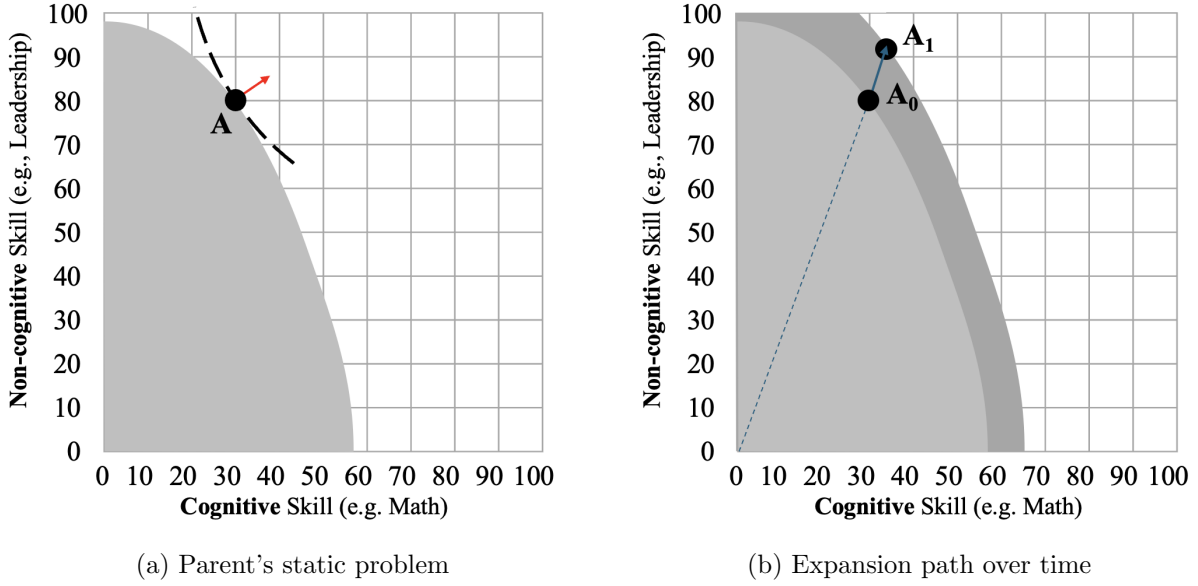 100
90
80
70
60
50
40
30
20
10
0
Non-cognitive Skill (e.g., Leadership)
A
0 10 20 30 40 50 60 70 80 90 100
Cognitive Skill (e.g. Math)
(a) Parent's static problem
100
90
80
70
60
50
40
30
20
10
0
Non-cognitive Skill (e.g., Leadership)
A1
A0
0 10 20 30 40 50 60 70 80 90 100
Cognitive Skill (e.g. Math)
(b) Expansion path over time